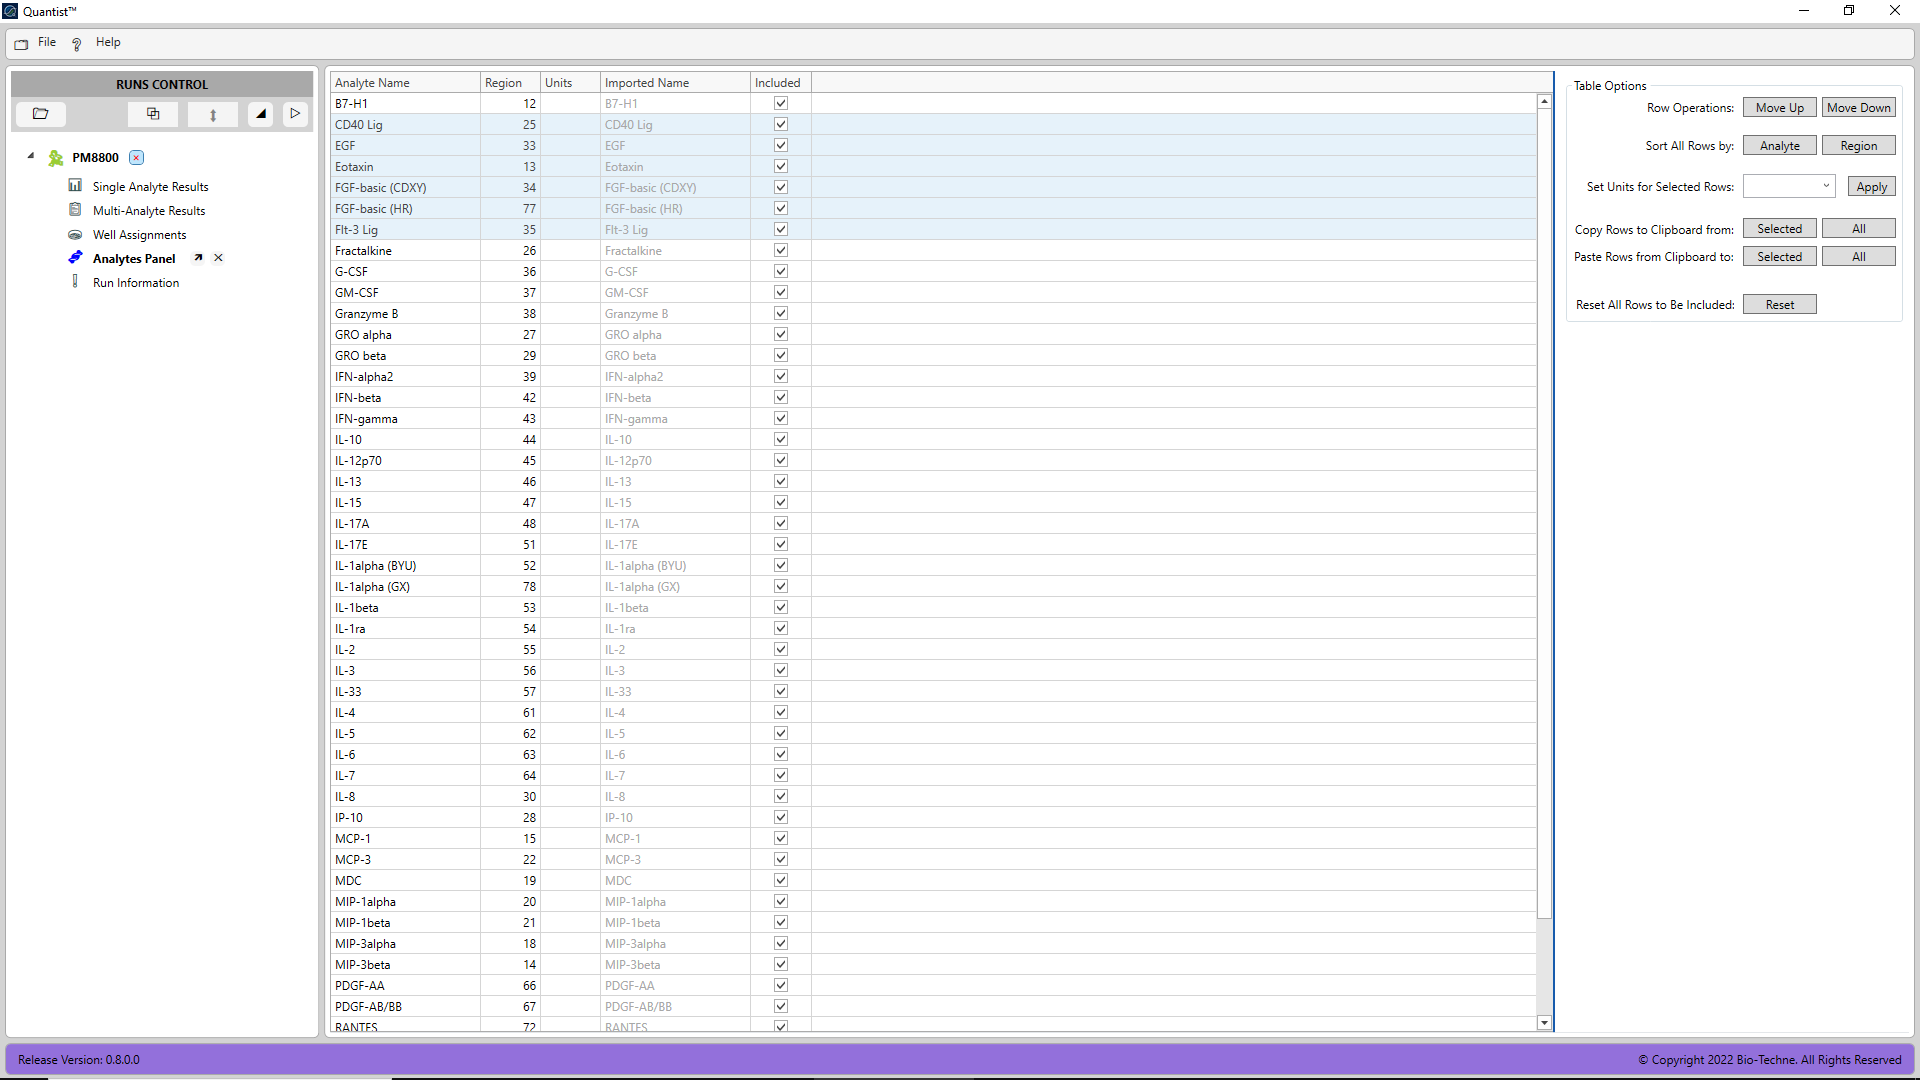 Quantist™
File ? Help
RUNS CONTROL
PM8800
Single Analyte Results
Multi-Analyte Results
Well Assignments
Analytes Panel
Run Information
Analyte Name Region Units Imported Name Included
B7-H1 12 B7-H1
CD40 Lig 25 CD40 Lig
EGF 33 EGF
Eotaxin 13 Eotaxin
FGF-basic (CDXY) 34 FGF-basic (CDXY)
FGF-basic (HR) 77 FGF-basic (HR)
Flt-3 Lig 35 Flt-3 Lig
Fractalkine 26 Fractalkine
G-CSF 36 G-CSF
GM-CSF 37 GM-CSF
Granzyme B 38 Granzyme B
GRO alpha 27 GRO alpha
GRO beta 29 GRO beta
IFN-alpha2 39 IFN-alpha2
IFN-beta 42 IFN-beta
IFN-gamma 43 IFN-gamma
IL-10 44 IL-10
IL-12p70 45 IL-12p70
IL-13 46 IL-13
IL-15 47 IL-15
IL-17A 48 IL-17A
IL-17E 51 IL-17E
IL-1alpha (BYU) 52 IL-1alpha (BYU)
IL-1alpha (GX) 78 IL-1alpha (GX)
IL-1beta 53 IL-1beta
IL-1ra 54 IL-1ra
IL-2 55 IL-2
IL-3 56 IL-3
IL-33 57 IL-33
IL-4 61 IL-4
IL-5 62 IL-5
IL-6 63 IL-6
IL-7 64 IL-7
IL-8 30 IL-8
IP-10 28 IP-10
MCP-1 15 MCP-1
MCP-3 22 MCP-3
MDC 19 MDC
MIP-1alpha 20 MIP-1alpha
MIP-1beta 21 MIP-1beta
MIP-3alpha 18 MIP-3alpha
MIP-3beta 14 MIP-3beta
PDGF-AA 66 PDGF-AA
PDGF-AB/BB 67 PDGF-AB/BB
RANTES 72 RANTES
Table Options
Row Operations: Move Up Move Down
Sort All Rows by: Analyte Region
Set Units for Selected Rows: Apply
Copy Rows to Clipboard from: Selected All
Paste Rows from Clipboard to: Selected All
Reset All Rows to Be Included: Reset
Release Version: 0.8.0.0
© Copyright 2022 Bio-Techne. All Rights Reserved